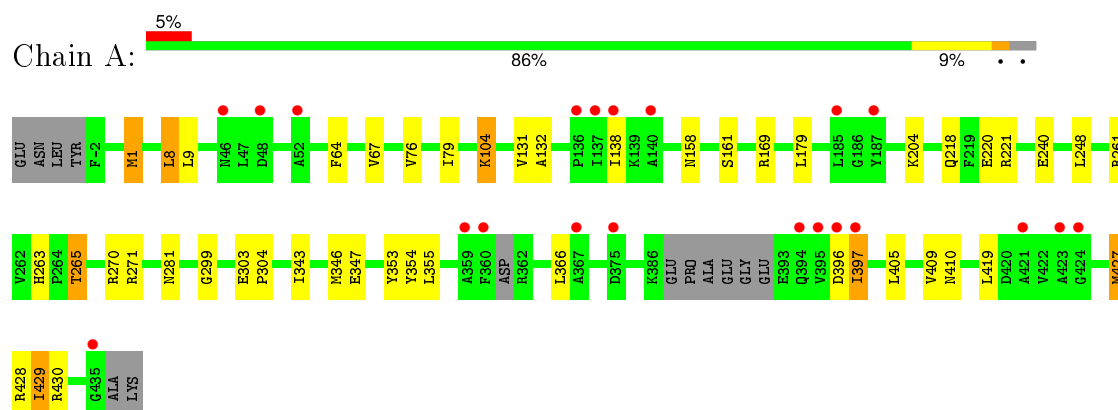 5%
Chain A:
86%
9%
GLU ASN LEU TYR F-2 M1 L8 L9 N46 L47 D48 A52 F64 V67 V76 I79 K104 V131 A132 P136 I137 I138 K139 A140 N158 S161 R169 L179 L185 G186 Y187 K204 Q218 F219 E220 R221 E240 L248
V262 H263 P264 T265 R270 R271 N281 G299 E303 P304 I343 M346 E347 Y353 Y354 L355 A359 F360 ASP R362 L366 A367 D375 K386 GLU PRO ALA GLU GLY GLU E393 Q394 V395 D396 I397 L405 V409 N410 L419 D420 A421 V422 A423 G424
R428 I429 R430 G435 ALA LYS